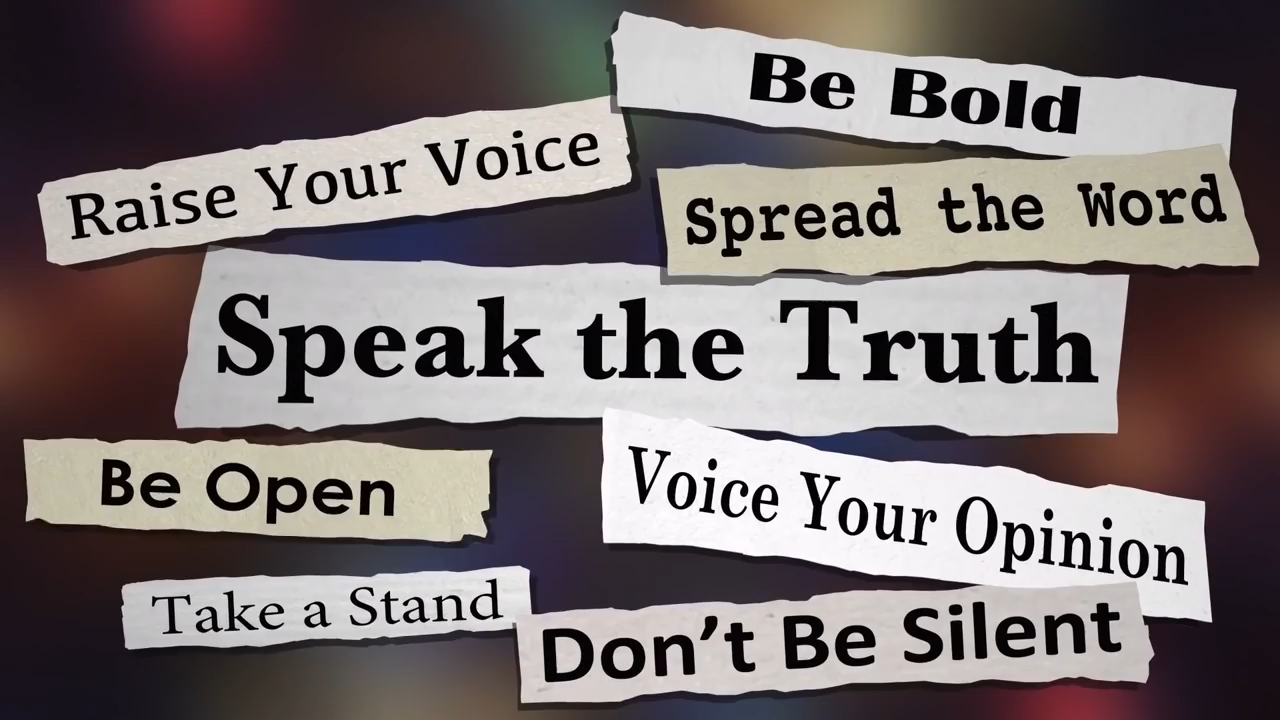 Be Bold
Raise Your Voice
Spread the Word
Speak the Truth
Be Open
Voice Your Opinion
Take a Stand
Don’t Be Silent